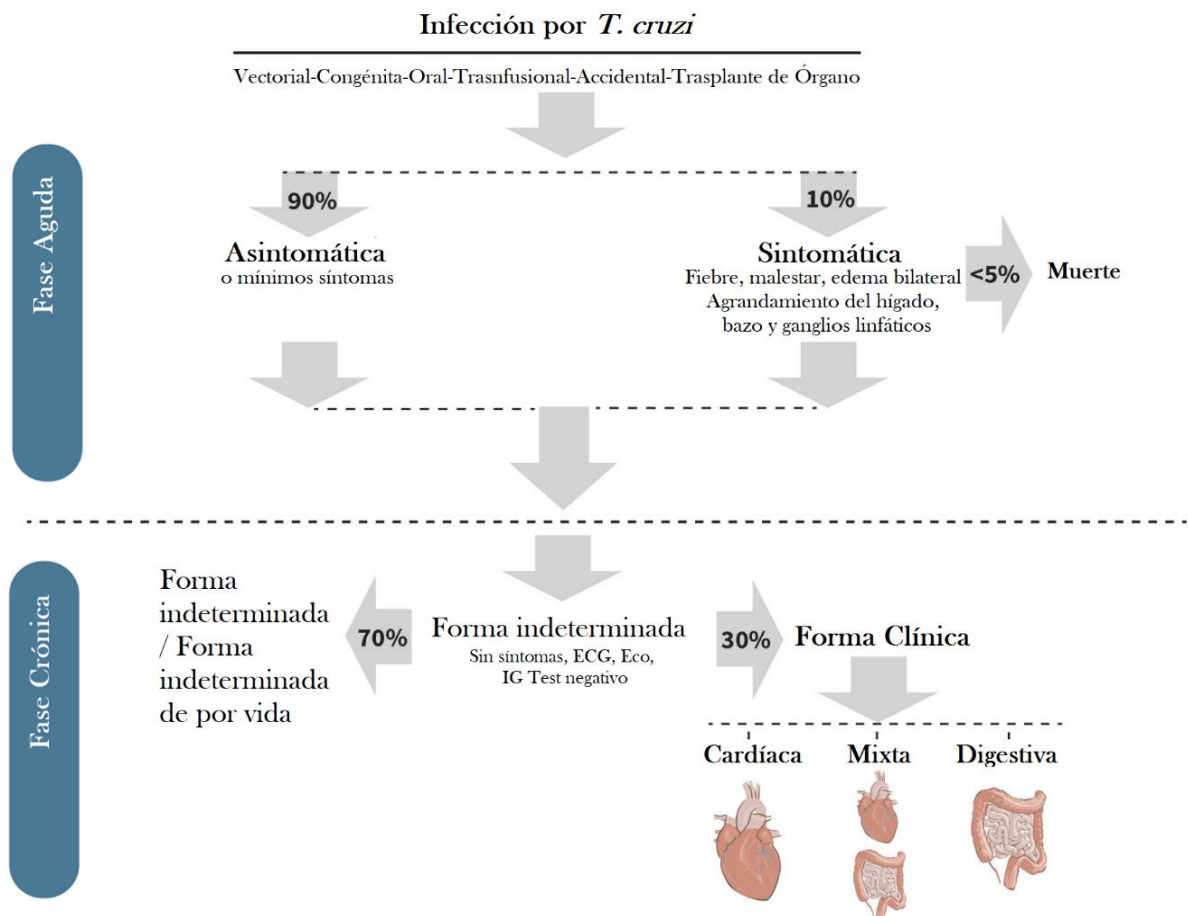 Infección por T. cruzi
Vectorial-Congénita-Oral-Trasnfusional-Accidental-Trasplante de Órgano
Fase Aguda
90%
10%
Asintomática
o mínimos síntomas
Sintomática
Fiebre, malestar, edema bilateral
Agrandamiento del hígado,
bazo y ganglios linfáticos
<5%
Muerte
Fase Crónica
Forma
indeterminada
/ Forma
indeterminada
de por vida
70%
Forma indeterminada
Sin síntomas, ECG, Eco,
IG Test negativo
30%
Forma Clínica
Cardíaca
Mixta
Digestiva